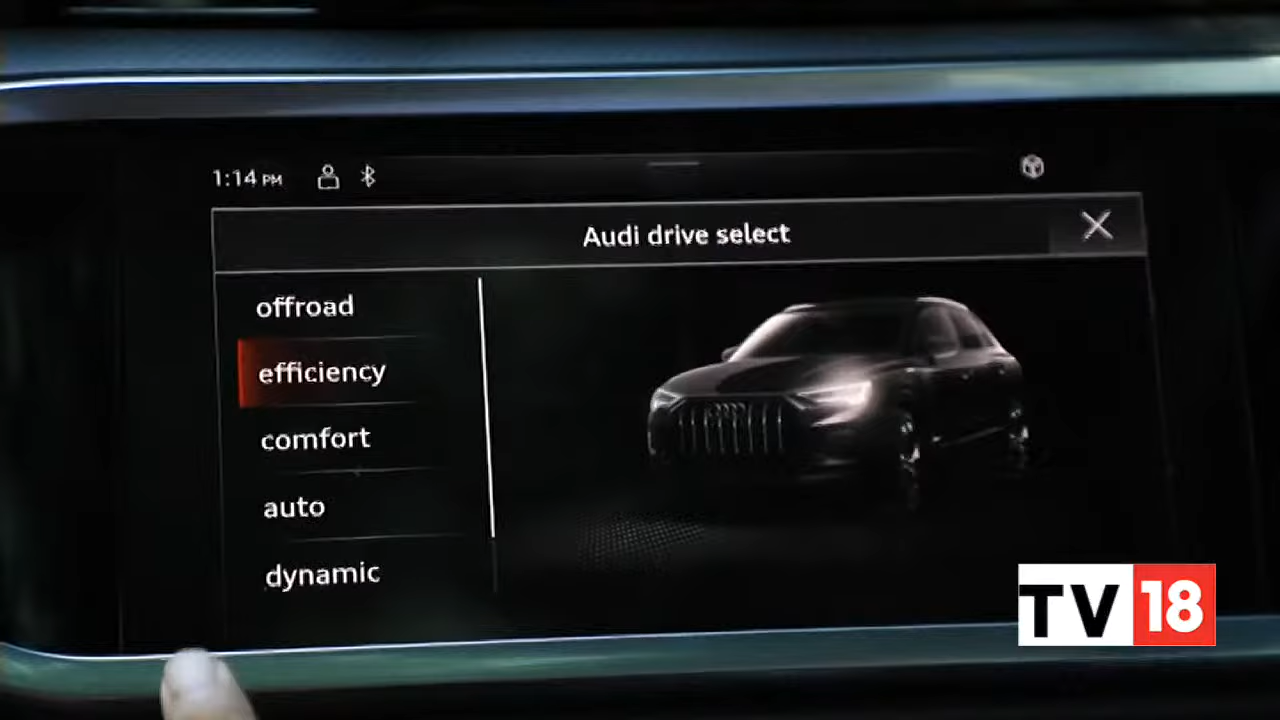 1:14 PM
Audi drive select
offroad
efficiency
comfort
auto
dynamic
TV18